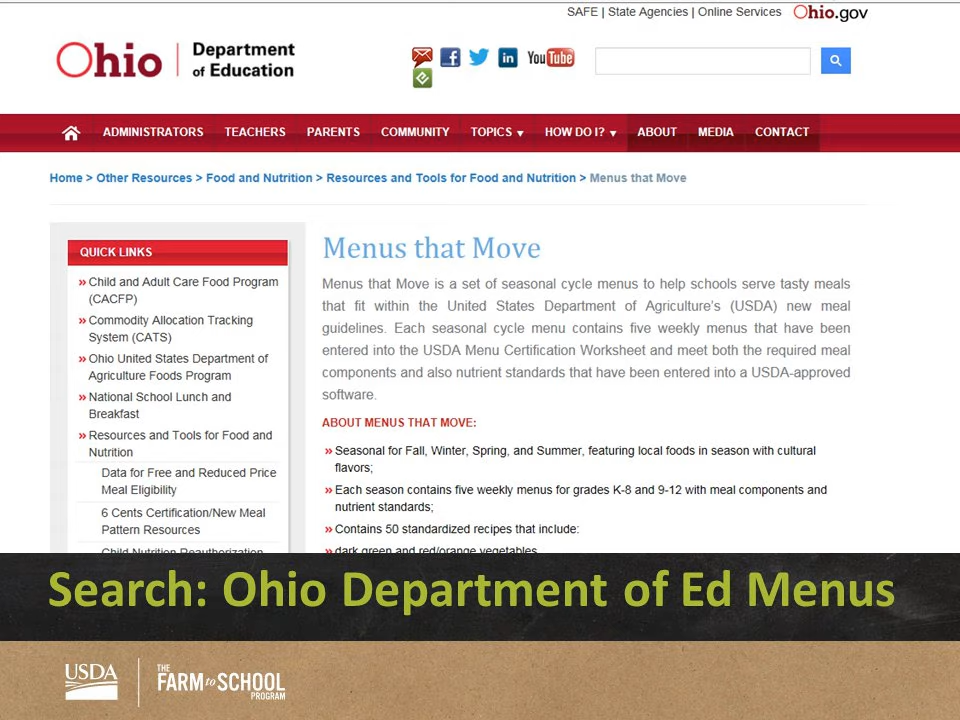 SAFE | State Agencies | Online Services Ohio.gov
Ohio | Department of Education
You Tube
ADMINISTRATORS TEACHERS PARENTS COMMUNITY TOPICS HOW DO I? ABOUT MEDIA CONTACT
Home > Other Resources > Food and Nutrition > Resources and Tools for Food and Nutrition > Menus that Move
QUICK LINKS
» Child and Adult Care Food Program
(CACFP)
» Commodity Allocation Tracking
System (CATS)
» Ohio United States Department of
Agriculture Foods Program
» National School Lunch and
Breakfast
» Resources and Tools for Food and
Nutrition
Data for Free and Reduced Price
Meal Eligibility
6 Cents Certification/New Meal
Pattern Resources
Child Nutrition Reauthorization
Menus that Move
Menus that Move is a set of seasonal cycle menus to help schools serve tasty meals
that fit within the United States Department of Agriculture's (USDA) new meal
guidelines. Each seasonal cycle menu contains five weekly menus that have been
entered into the USDA Menu Certification Worksheet and meet both the required meal
components and also nutrient standards that have been entered into a USDA-approved
software.
ABOUT MENUS THAT MOVE:
» Seasonal for Fall, Winter, Spring, and Summer, featuring local foods in season with cultural
flavors;
» Each season contains five weekly menus for grades K-8 and 9-12 with meal components and
nutrient standards;
» Contains 50 standardized recipes that include:
» dark green and red/orange vegetables
Search: Ohio Department of Ed Menus
USDA
THE
FARM to SCHOOL
PROGRAM